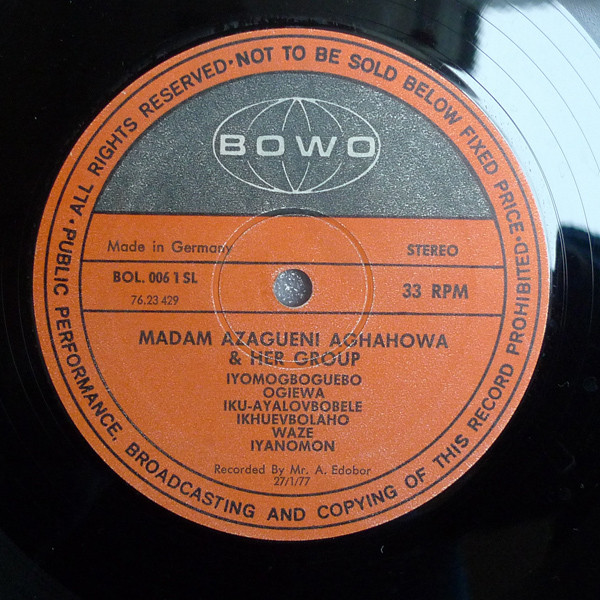 ALL RIGHTS RESERVED · NOT TO BE SOLD BELOW FIXED PRICE ·
PUBLIC PERFORMANCE, BROADCASTING AND COPYING OF THIS RECORD PROHIBITED ·
BOWO
Made in Germany
STEREO
BOL. 006 1 SL
76.23 429
33 RPM
MADAM AZAGUENI AGHAHOWA
& HER GROUP
IYOMOGBOGUEBO
OGIEWA
IKU-AYALOVBOBELE
IKHUEVBOLAHO
WAZE
IYANOMON
Recorded By Mr. A. Edobor
27/1/77